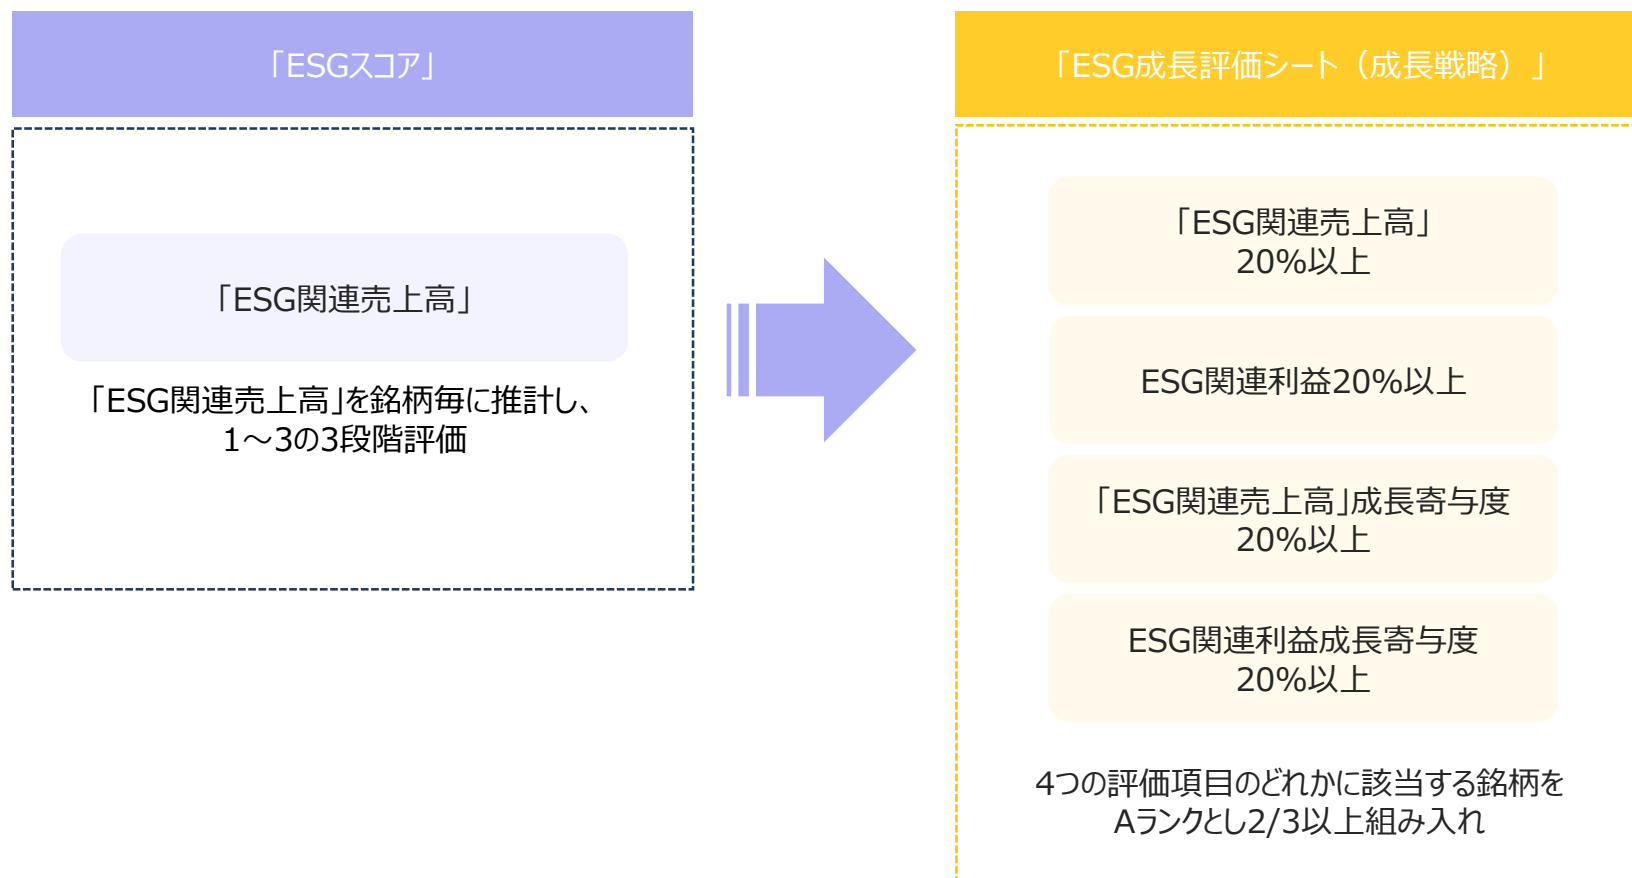 「ESGスコア」
「ESG関連売上高」
「ESG関連売上高」を銘柄毎に推計し、
1～3の3段階評価
「ESG成長評価シート（成長戦略）」
「ESG関連売上高」
20%以上
ESG関連利益20%以上
「ESG関連売上高」成長寄与度
20%以上
ESG関連利益成長寄与度
20%以上
4つの評価項目のどれかに該当する銘柄を
Aランクとし2/3以上組み入れ